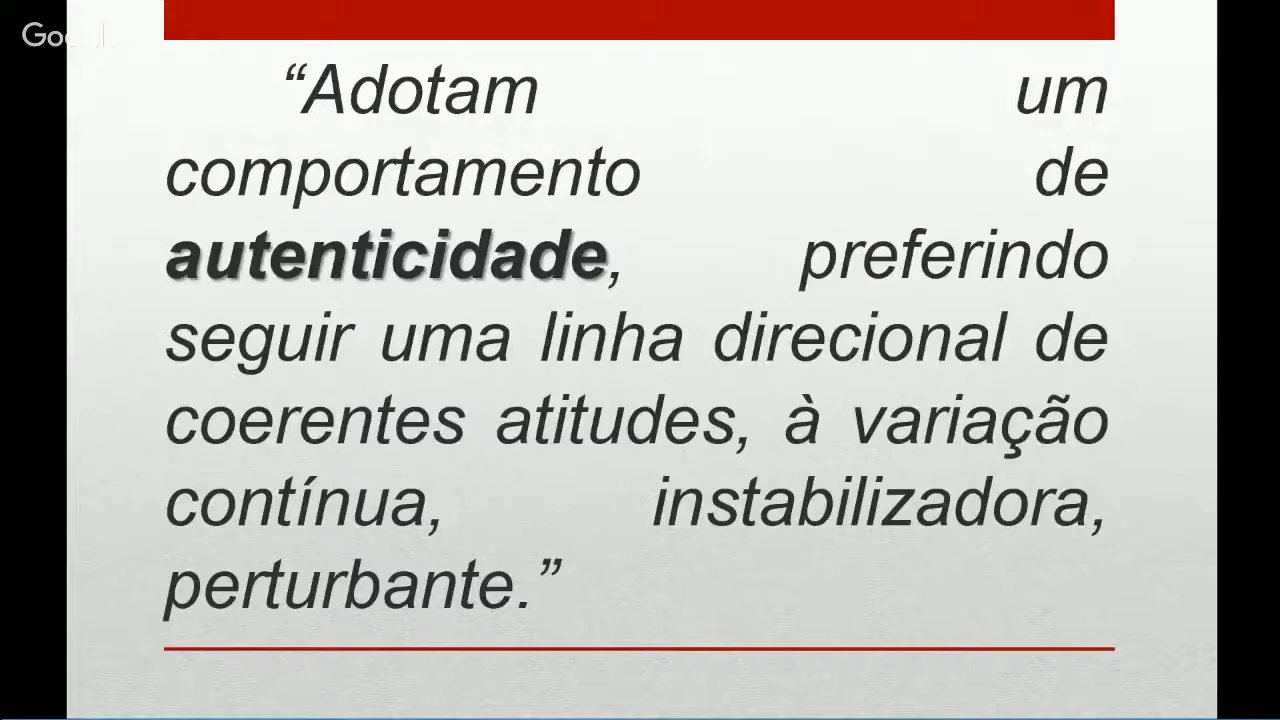 “Adotam um
comportamento de
autenticidade, preferindo
seguir uma linha direcional de
coerentes atitudes, à variação
contínua, instabilizadora,
perturbante.”